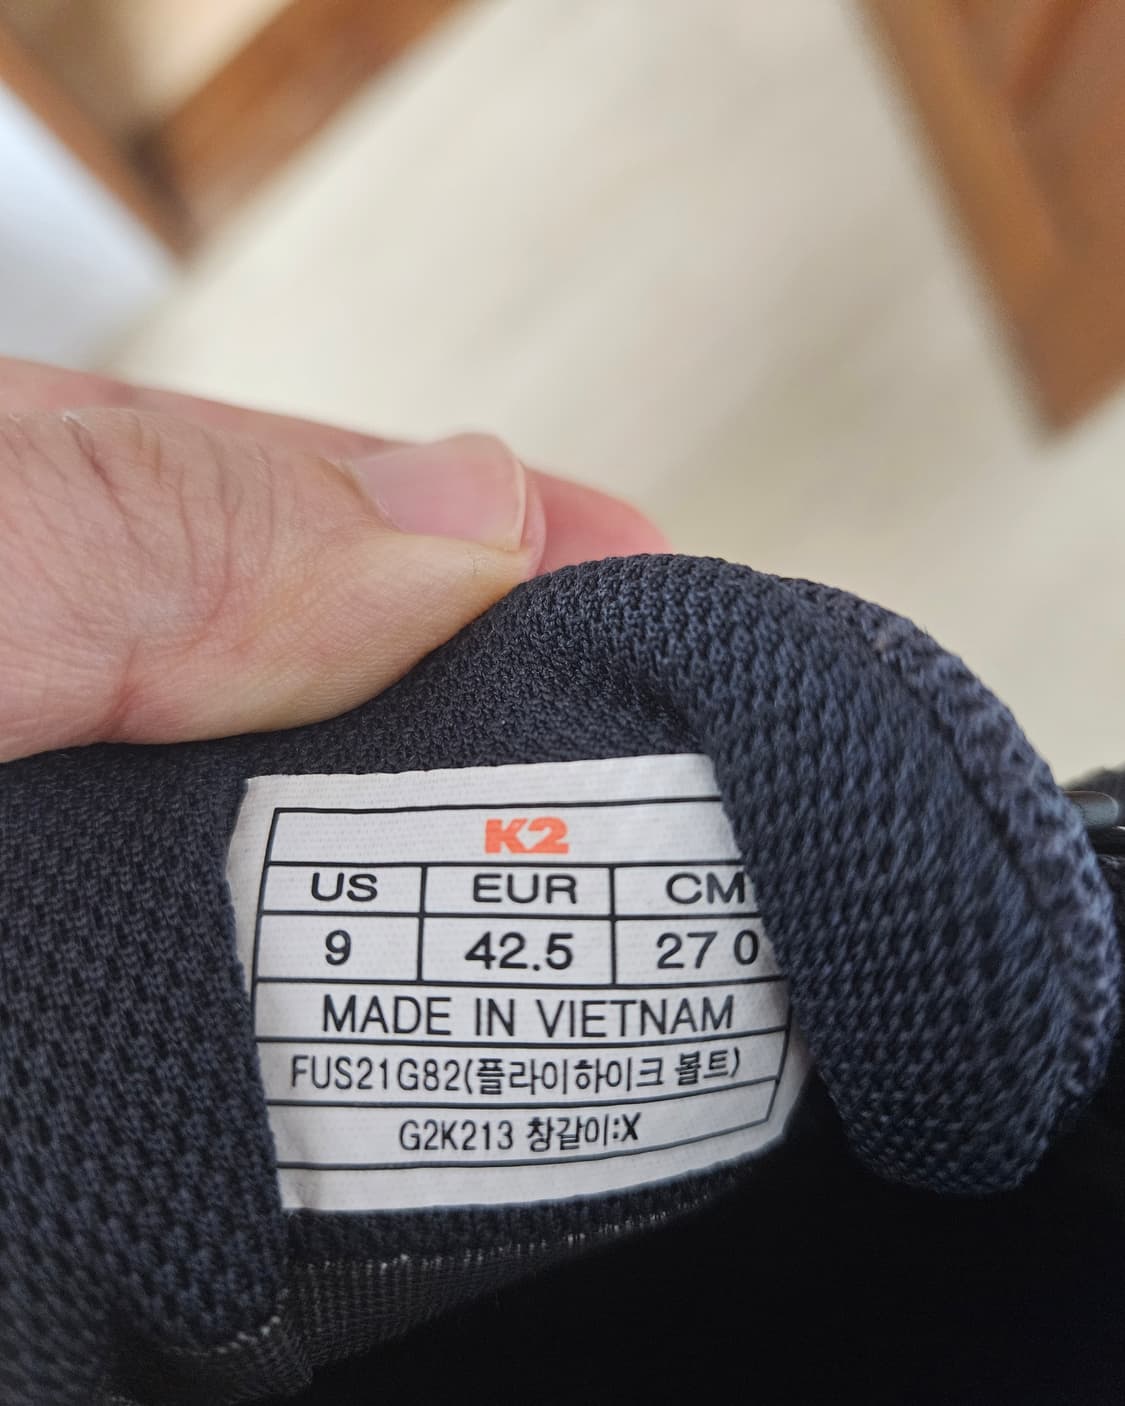 K2
US EUR CM
9 42.5 27 0
MADE IN VIETNAM
FUS21G82(플라이하이크 볼트)
G2K213 창갈이:X